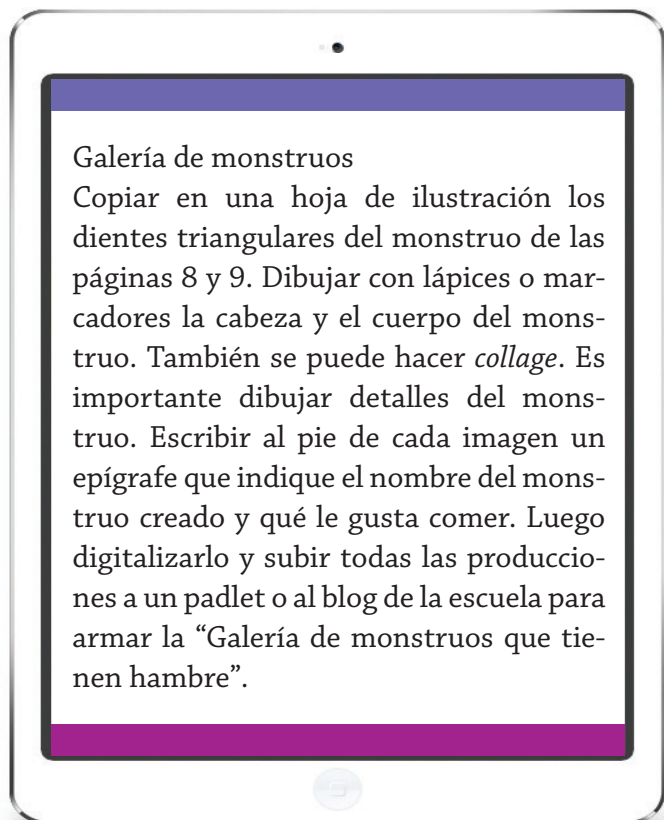 Galería de monstruos
Copiar en una hoja de ilustración los
dientes triangulares del monstruo de las
páginas 8 y 9. Dibujar con lápices o mar-
cadores la cabeza y el cuerpo del mons-
truo. También se puede hacer collage. Es
importante dibujar detalles del mons-
truo. Escribir al pie de cada imagen un
epígrafe que indique el nombre del mons-
truo creado y qué le gusta comer. Luego
digitalizarlo y subir todas las produccio-
nes a un padlet o al blog de la escuela para
armar la “Galería de monstruos que tie-
nen hambre”.